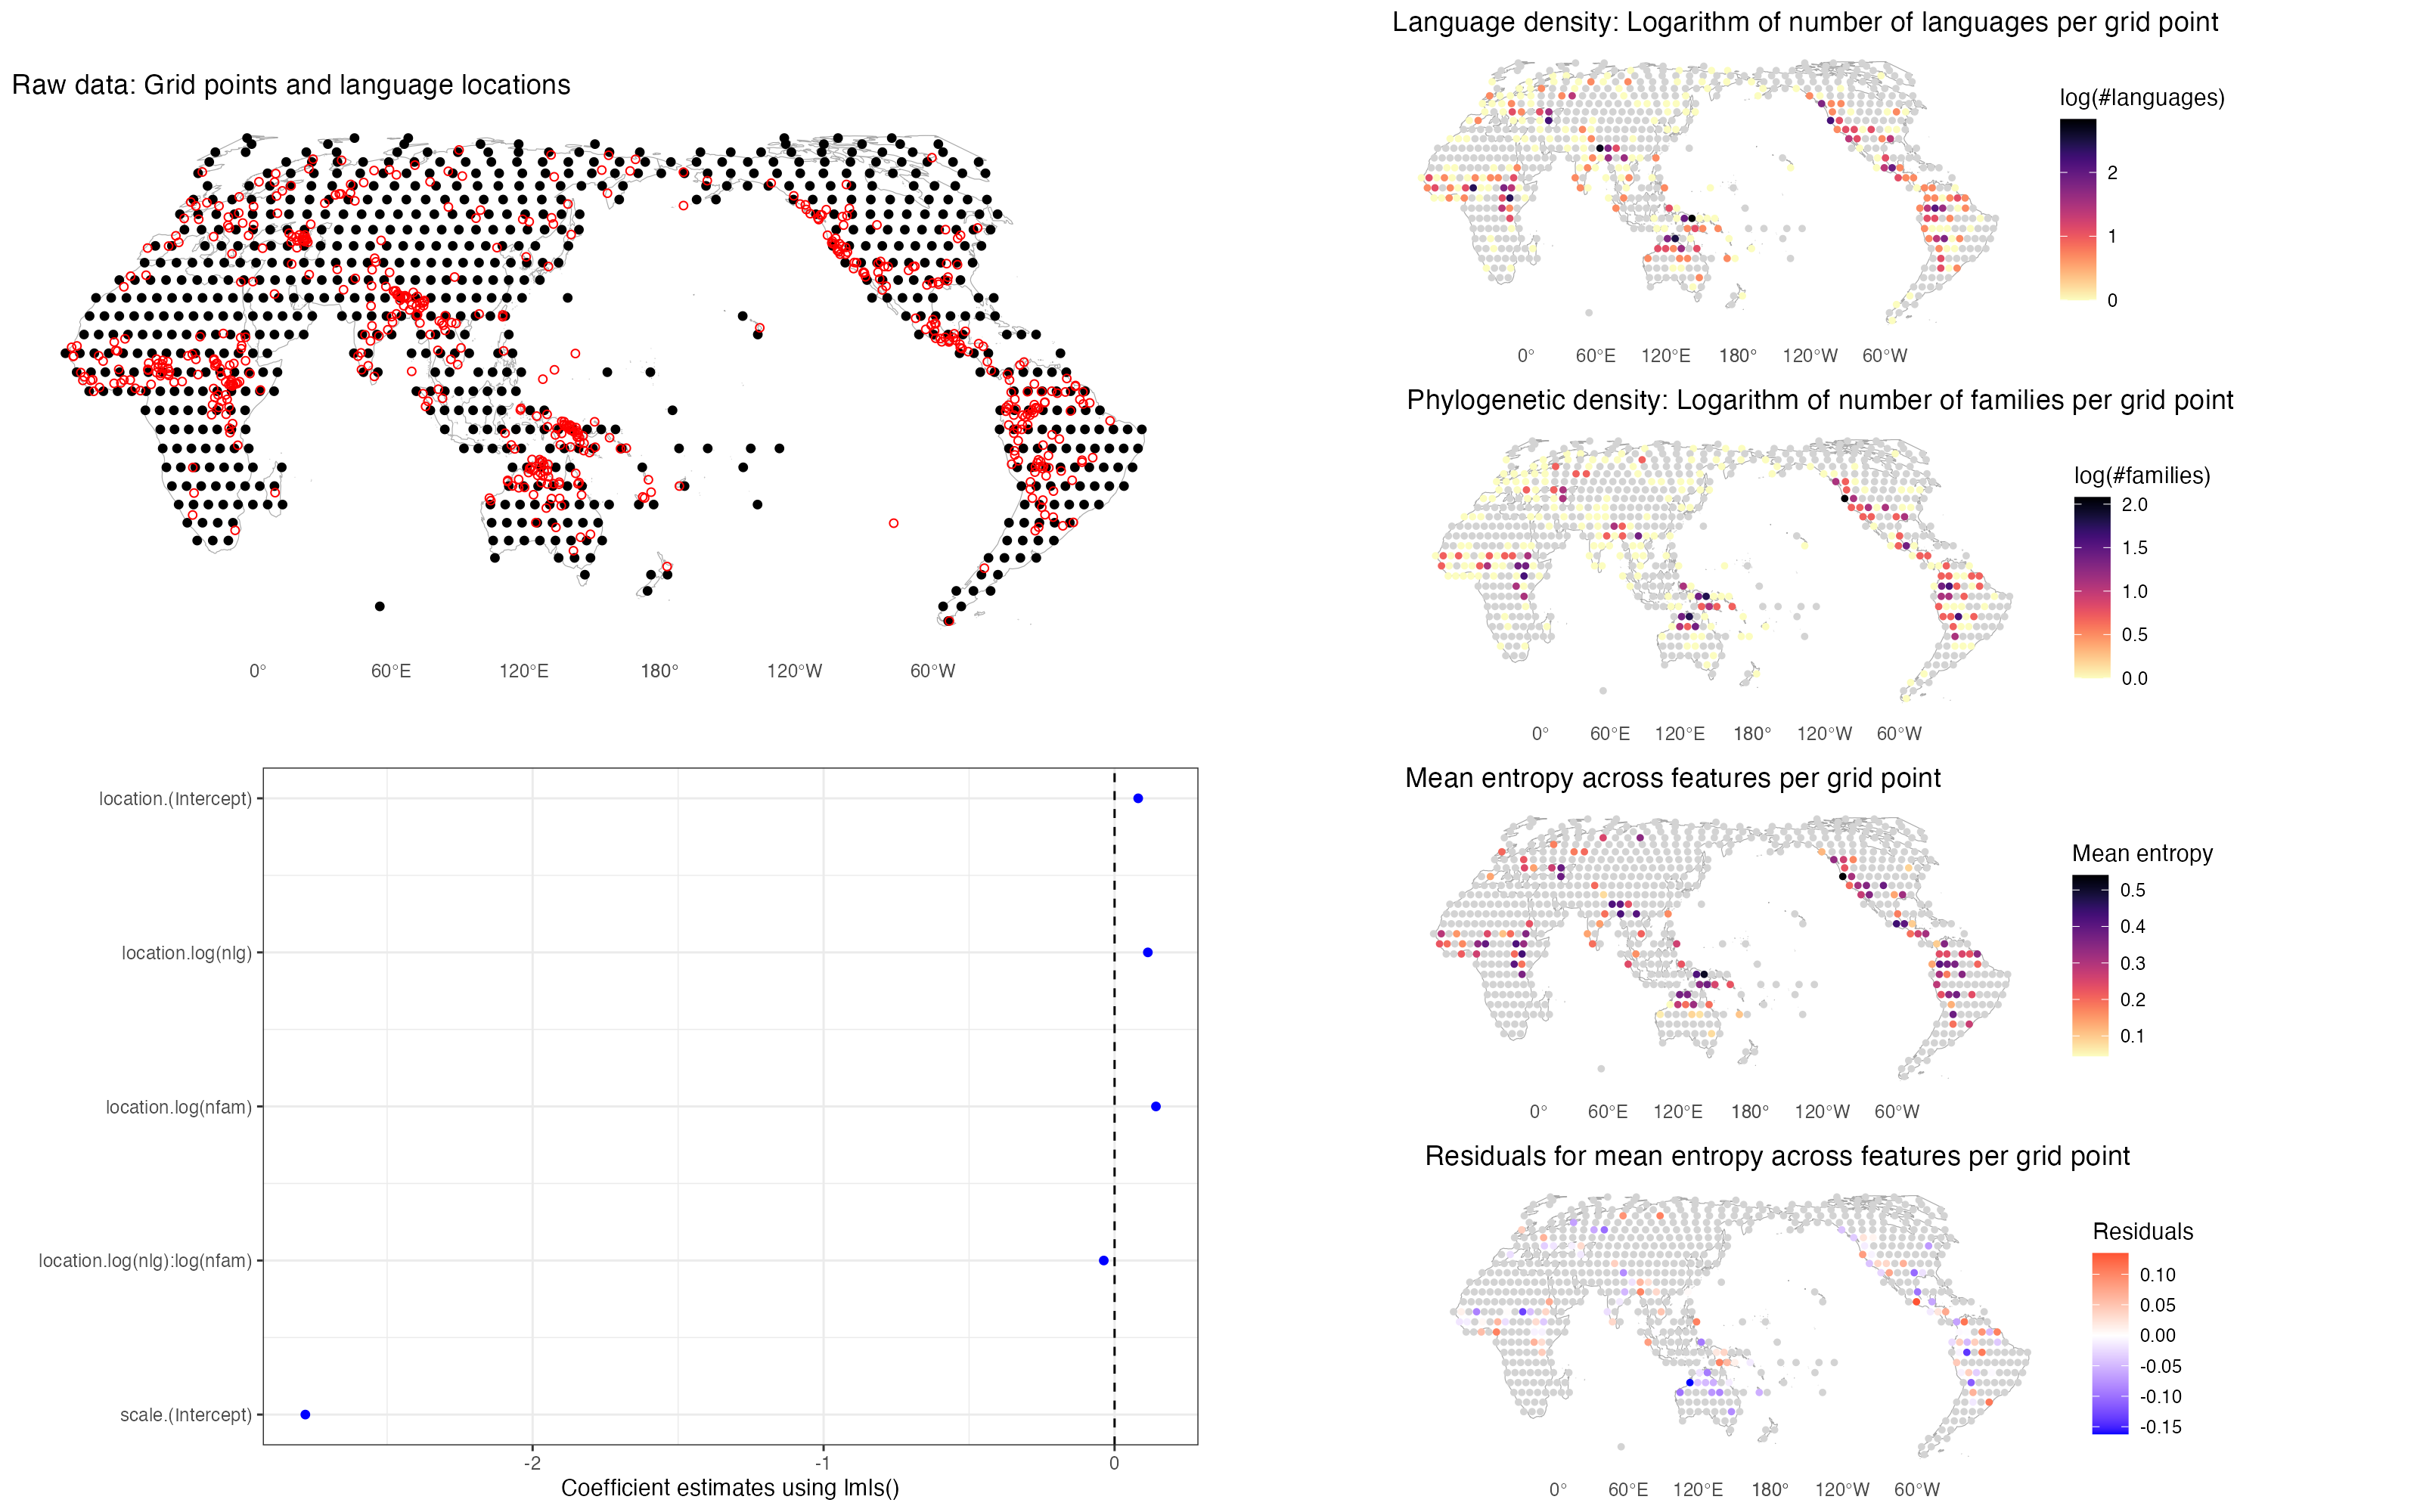 Raw data: Grid points and language locations
0° 60°E 120°E 180° 120°W 60°W
location.(Intercept)
location.log(nlg)
location.log(nfam)
location.log(nlg):log(nfam)
scale.(Intercept)
-2 -1 0
Coefficient estimates using lmls()
Language density: Logarithm of number of languages per grid point
log(#languages)
2
1
0
0° 60°E 120°E 180° 120°W 60°W
Phylogenetic density: Logarithm of number of families per grid point
log(#families)
2.0
1.5
1.0
0.5
0.0
0° 60°E 120°E 180° 120°W 60°W
Mean entropy across features per grid point
Mean entropy
0.5
0.4
0.3
0.2
0.1
0° 60°E 120°E 180° 120°W 60°W
Residuals for mean entropy across features per grid point
Residuals
0.10
0.05
0.00
-0.05
-0.10
-0.15
0° 60°E 120°E 180° 120°W 60°W